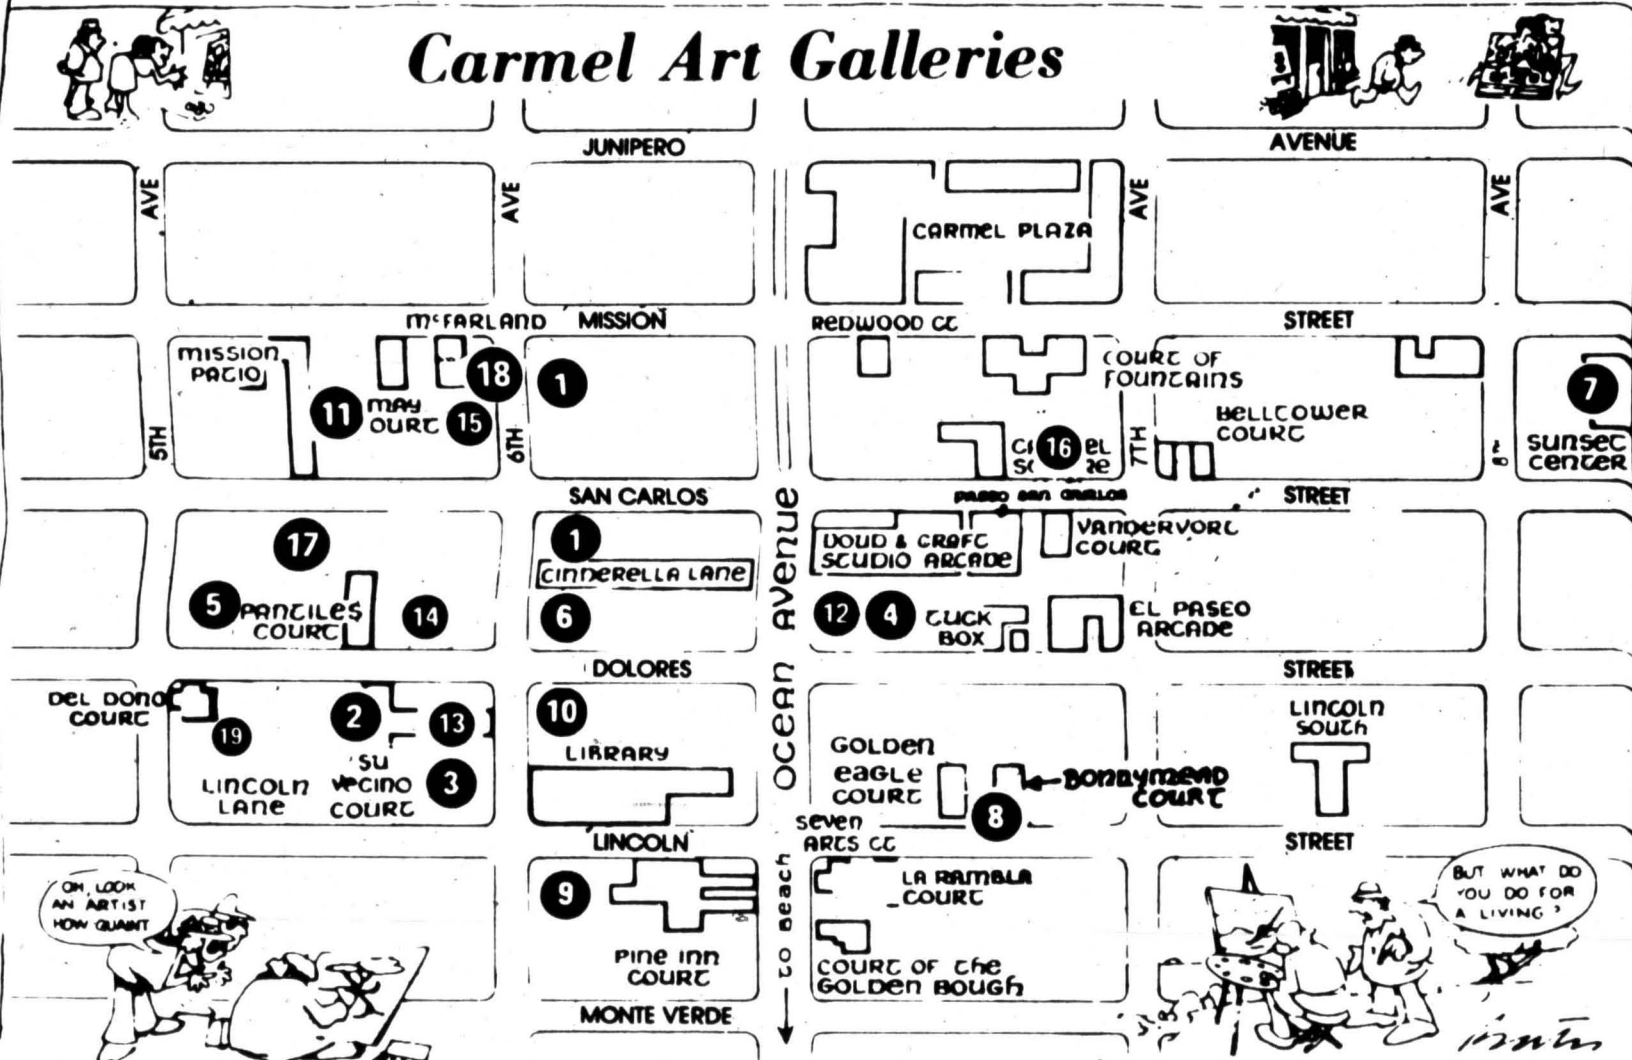 Carmel Art Galleries
JUNIPERO
AVENUE
AVE
AVE
AVE
AVE
CARMEL PLAZA
McFARLAND
MISSION
REDWOOD CT
STREET
MISSION
PATIO
18
1
COURT OF
FOUNTAINS
7
11
MAY
OURT
15
BELLTOWER
COURT
16
5TH
6TH
7TH
8
SUNSET
CENTER
SAN CARLOS
PASEO SAN CARLOS
STREET
17
1
CINDERELLA LANE
DOUD & CRAFT
STUDIO ARCADE
VANDERVORT
COURT
5
PANTILES
COURT
14
6
12
4
TUCK
BOX
EL PASEO
ARCADE
OCEAN AVENUE
DOLORES
STREET
DEL DONO
COURT
19
2
13
10
LINCOLN
SOUTH
LIBRARY
GOLDEN
EAGLE
COURT
BONNYMEAD
COURT
LINCOLN
LANE
SU
VECINO
COURT
3
8
SEVEN
ARTS CT
LINCOLN
STREET
OH, LOOK
AN ARTIST
HOW QUAINT
9
LA RAMBLA
COURT
BUT WHAT DO
YOU DO FOR
A LIVING?
TO BEACH
PINE INN
COURT
COURT OF THE
GOLDEN BOUGH
MONTE VERDE